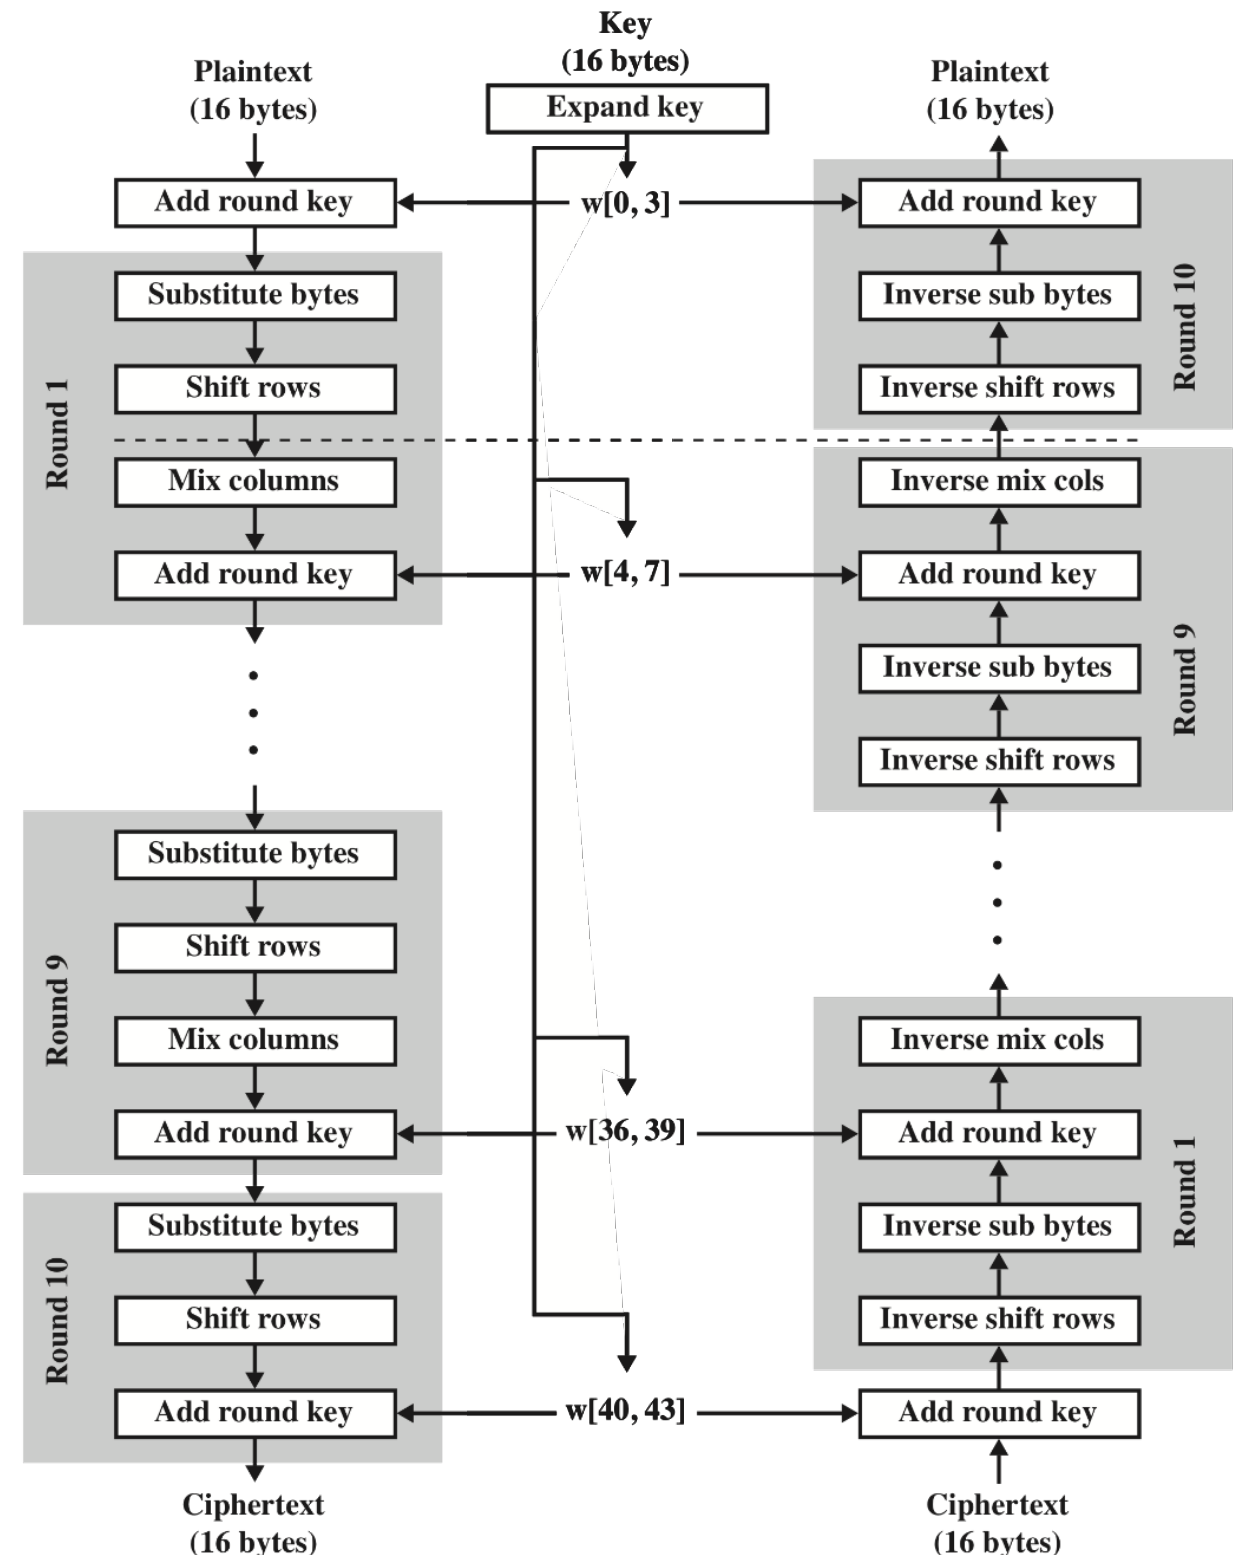 Key
(16 bytes)
Expand key
Plaintext
(16 bytes)
Add round key
Round 1
Substitute bytes
Shift rows
Mix columns
Add round key
Round 9
Substitute bytes
Shift rows
Mix columns
Add round key
Round 10
Substitute bytes
Shift rows
Add round key
Ciphertext
(16 bytes)
w[0, 3]
w[4, 7]
w[36, 39]
w[40, 43]
Plaintext
(16 bytes)
Add round key
Inverse sub bytes
Inverse shift rows
Round 10
Inverse mix cols
Add round key
Inverse sub bytes
Inverse shift rows
Round 9
Inverse mix cols
Add round key
Inverse sub bytes
Inverse shift rows
Round 1
Add round key
Ciphertext
(16 bytes)